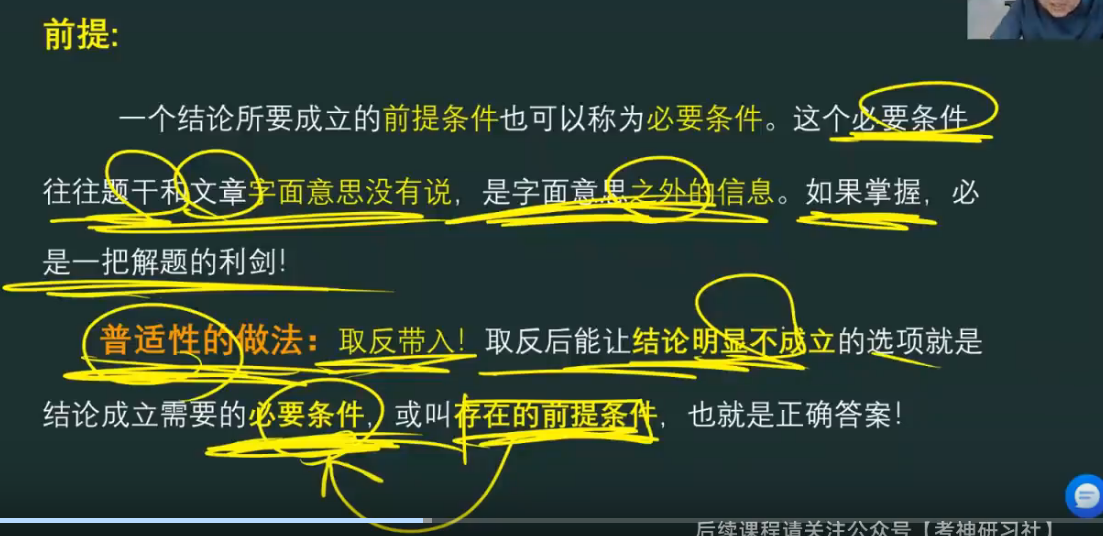 前提:
一个结论所要成立的前提条件也可以称为必要条件。这个必要条件
往往题干和文章字面意思没有说，是字面意思之外的信息。如果掌握，必
是一把解题的利剑！
普适性的做法：取反带入！取反后能让结论明显不成立的选项就是
结论成立需要的必要条件，或叫存在的前提条件，也就是正确答案！
后续课程请关注公众号【考神研习社】